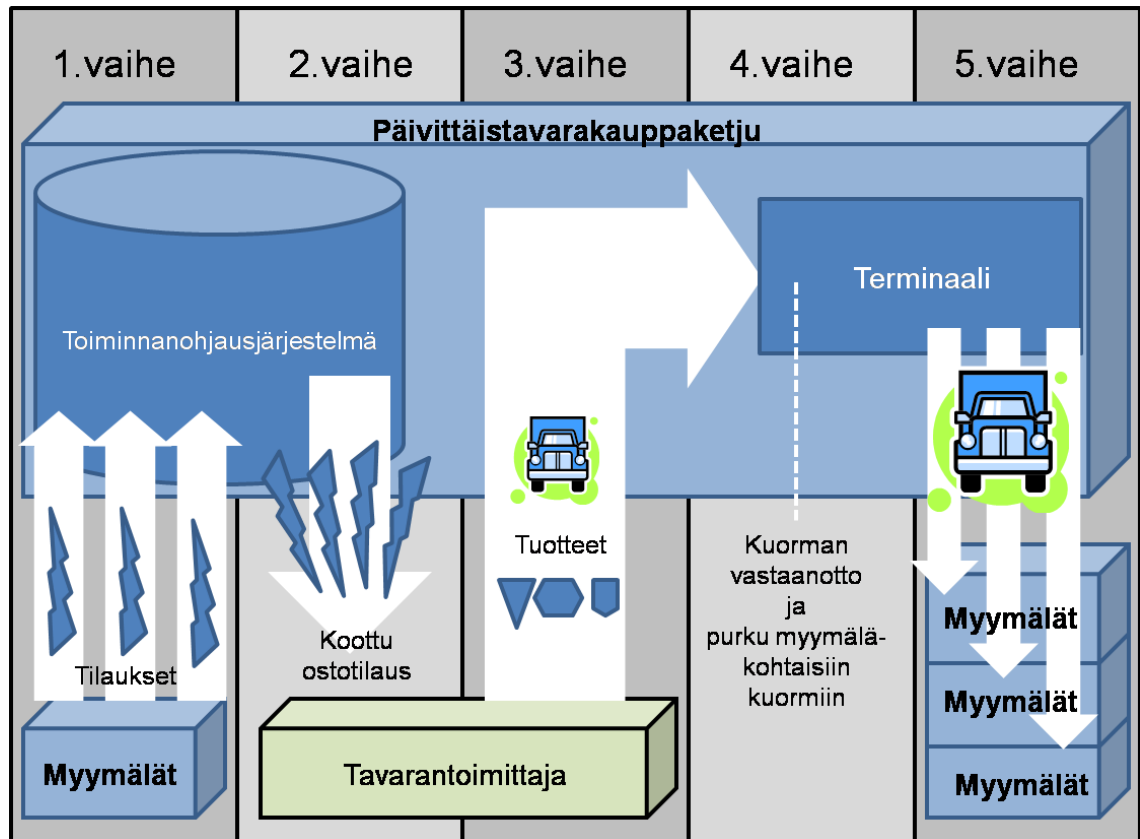 1.vaihe
2.vaihe
3.vaihe
4.vaihe
5.vaihe
Päivittäistavarakauppaketju
Toiminnanohjausjärjestelmä
Terminaali
Tilaukset
Myymälät
Koottu
ostotilaus
Tavarantoimittaja
Tuotteet
Kuorman
vastaanotto
ja
purku myymälä-
kohtaisiin
kuormiin
Myymälät
Myymälät
Myymälät